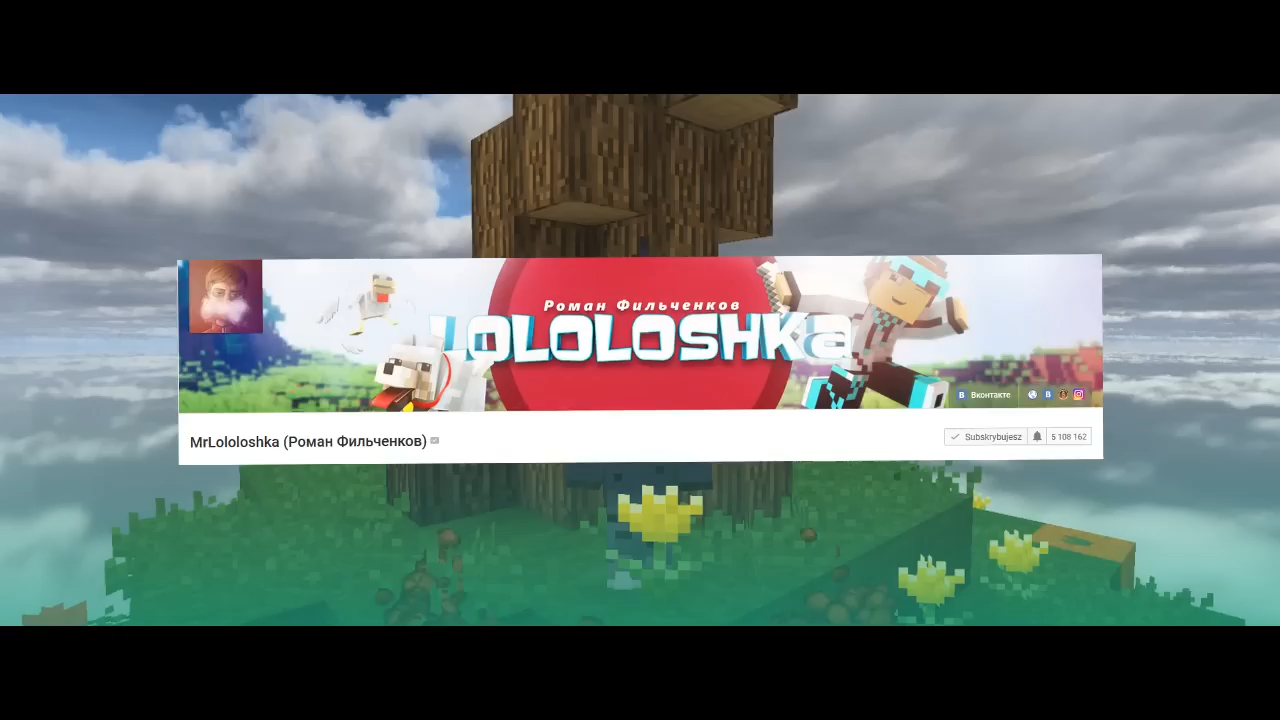 Роман Фильченков
LOLOLOSHKa
Вконтакте
MrLololoshka (Роман Фильченков)
Subskrybujesz 5 108 162